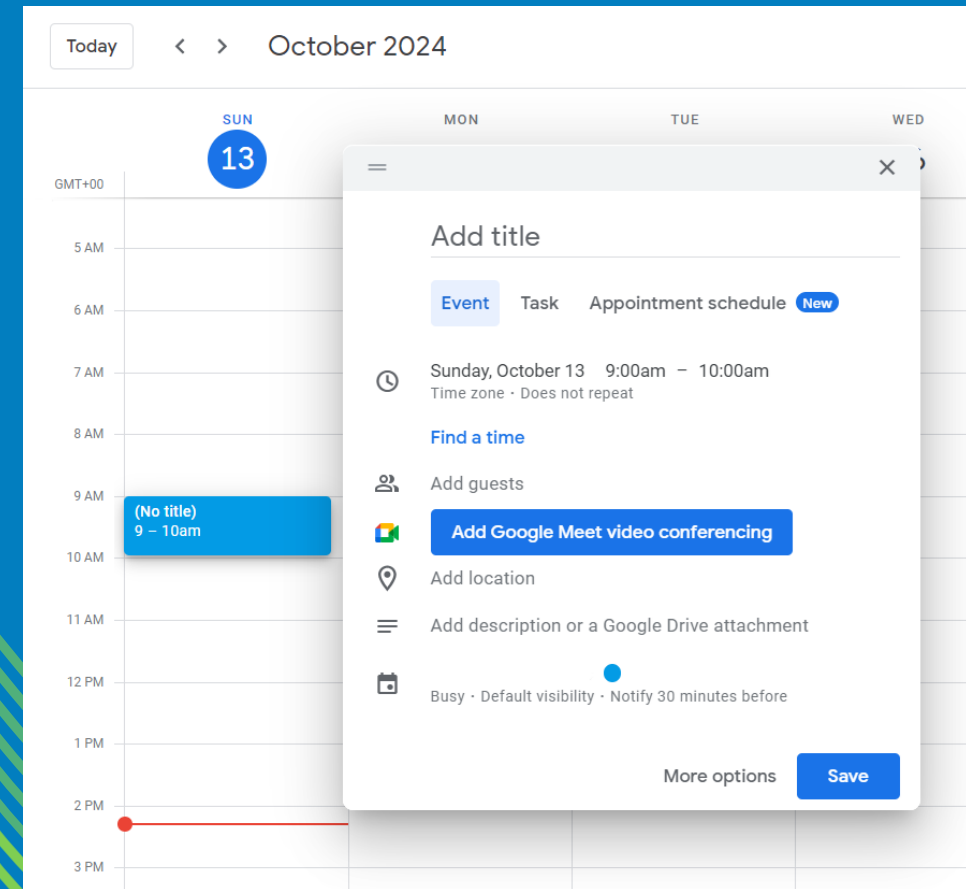 Today
October 2024
SUN MON TUE WED
13
GMT+00
5 AM
6 AM
7 AM
8 AM
9 AM
10 AM
11 AM
12 PM
1 PM
2 PM
3 PM
(No title)
9 – 10am
Add title
Event Task Appointment schedule New
Sunday, October 13 9:00am – 10:00am
Time zone · Does not repeat
Find a time
Add guests
Add Google Meet video conferencing
Add location
Add description or a Google Drive attachment
Busy · Default visibility · Notify 30 minutes before
More options Save